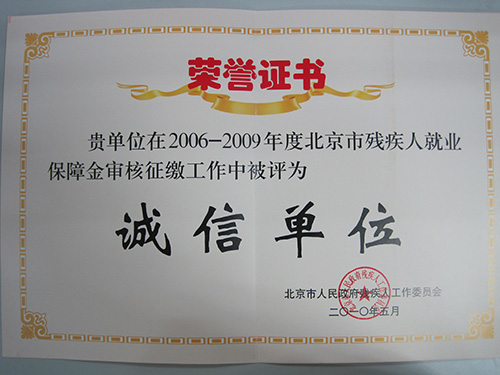 荣誉证书
贵单位在2006－2009年度北京市残疾人就业
保障金审核征缴工作中被评为
诚信单位
北京市人民政府残疾人工作委员会
二〇一〇年五月